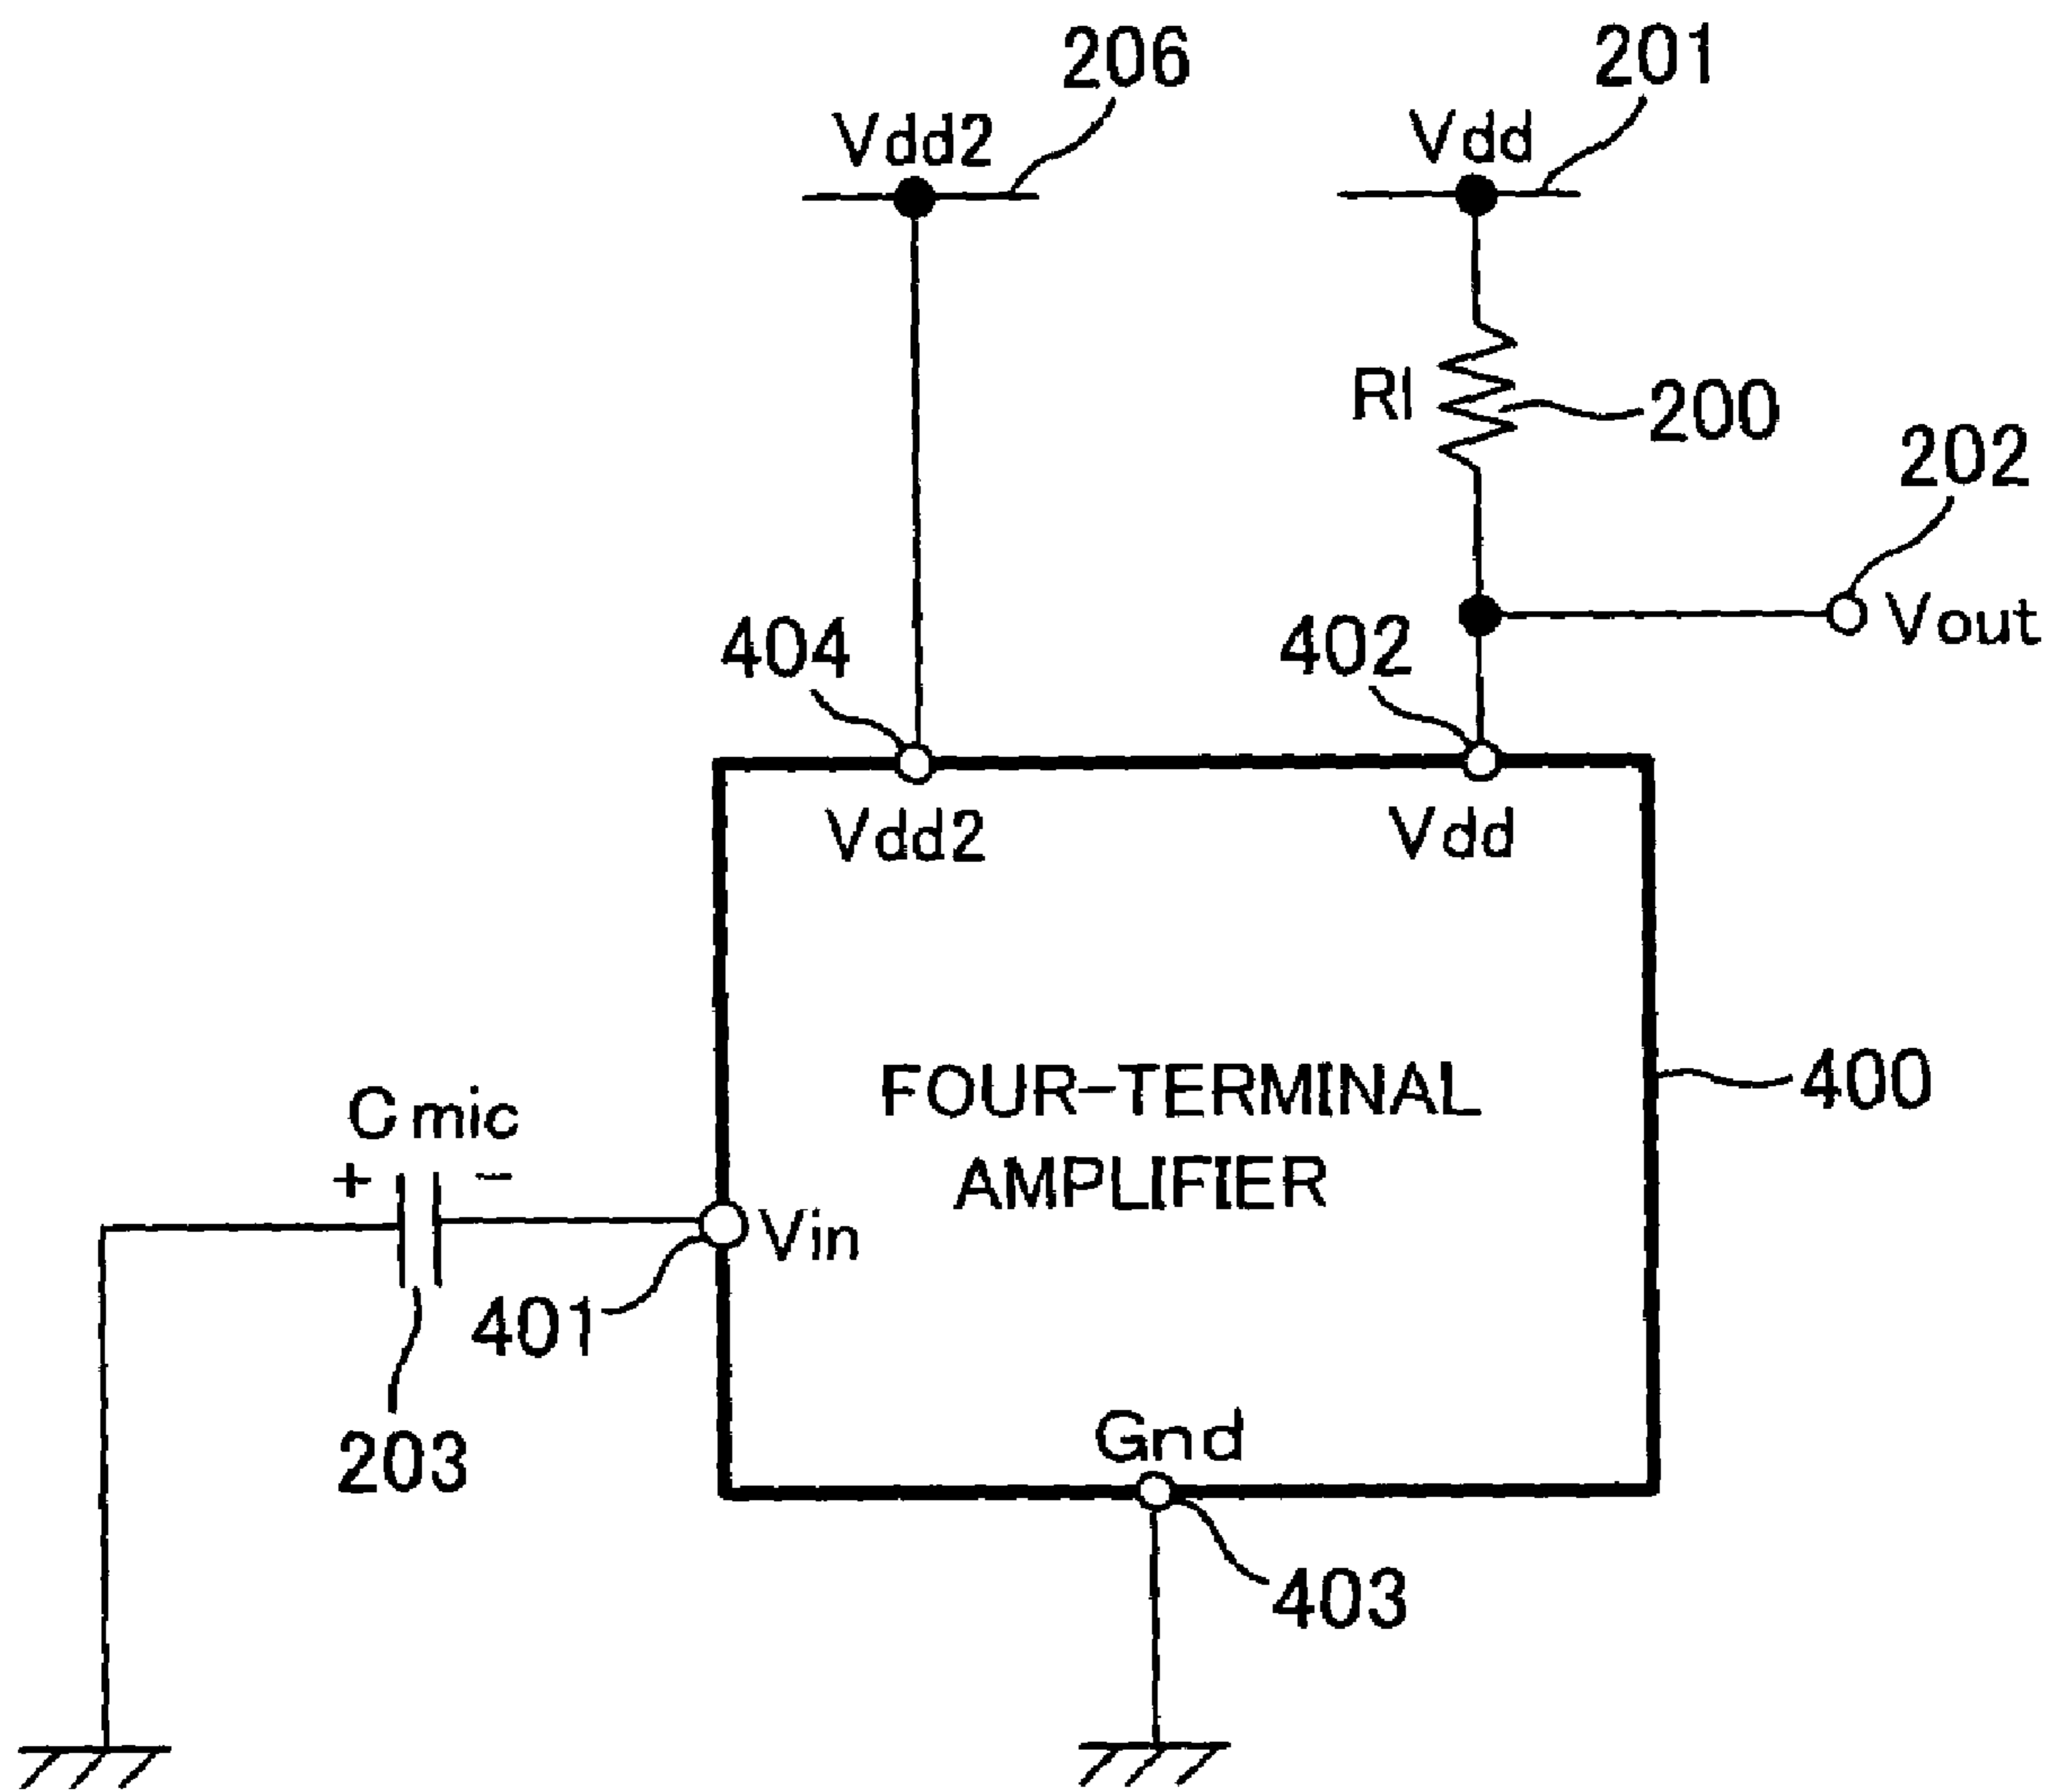 206
201
Vdd2
Vdd
Rl
200
202
Vout
404
402
Vdd2
Vdd
FOUR-TERMINAL
AMPLIFIER
400
Cmic
+ -
Vin
401
203
Gnd
403